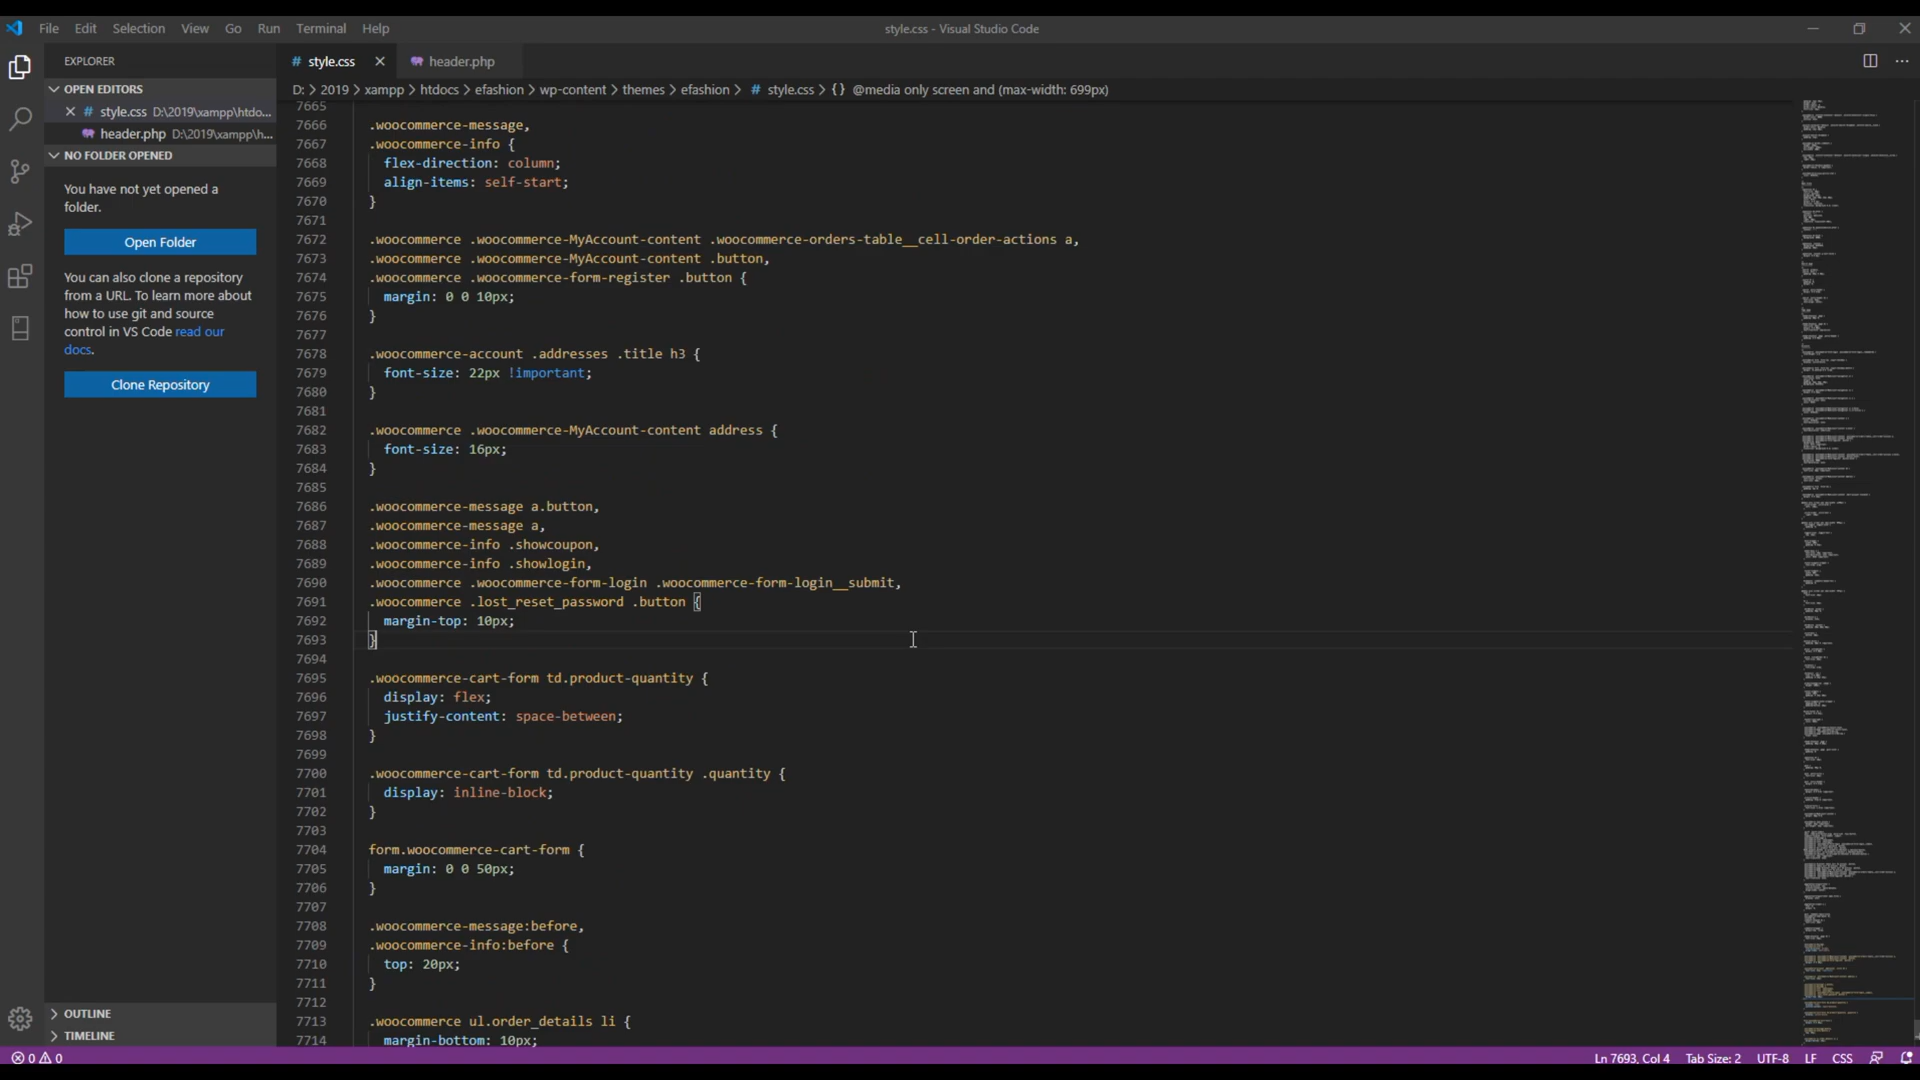 File Edit Selection View Go Run Terminal Help
style.css - Visual Studio Code
EXPLORER
OPEN EDITORS
style.css D:\2019\xampp\htdo...
header.php D:\2019\xampp\h...
NO FOLDER OPENED
You have not yet opened a
folder.
Open Folder
You can also clone a repository
from a URL. To learn more about
how to use git and source
control in VS Code read our
docs.
Clone Repository
OUTLINE
TIMELINE
# style.css
header.php
D: > 2019 > xampp > htdocs > efashion > wp-content > themes > efashion > # style.css > {} @media only screen and (max-width: 699px)
7665
7666 .woocommerce-message,
7667 .woocommerce-info {
7668 flex-direction: column;
7669 align-items: self-start;
7670 }
7671
7672 .woocommerce .woocommerce-MyAccount-content .woocommerce-orders-table__cell-order-actions a,
7673 .woocommerce .woocommerce-MyAccount-content .button,
7674 .woocommerce .woocommerce-form-register .button {
7675 margin: 0 0 10px;
7676 }
7677
7678 .woocommerce-account .addresses .title h3 {
7679 font-size: 22px !important;
7680 }
7681
7682 .woocommerce .woocommerce-MyAccount-content address {
7683 font-size: 16px;
7684 }
7685
7686 .woocommerce-message a.button,
7687 .woocommerce-message a,
7688 .woocommerce-info .showcoupon,
7689 .woocommerce-info .showlogin,
7690 .woocommerce .woocommerce-form-login .woocommerce-form-login__submit,
7691 .woocommerce .lost_reset_password .button {
7692 margin-top: 10px;
7693 }
7694
7695 .woocommerce-cart-form td.product-quantity {
7696 display: flex;
7697 justify-content: space-between;
7698 }
7699
7700 .woocommerce-cart-form td.product-quantity .quantity {
7701 display: inline-block;
7702 }
7703
7704 form.woocommerce-cart-form {
7705 margin: 0 0 50px;
7706 }
7707
7708 .woocommerce-message:before,
7709 .woocommerce-info:before {
7710 top: 20px;
7711 }
7712
7713 .woocommerce ul.order_details li {
7714 margin-bottom: 10px;
0 0
Ln 7693, Col 4 Tab Size: 2 UTF-8 LF CSS